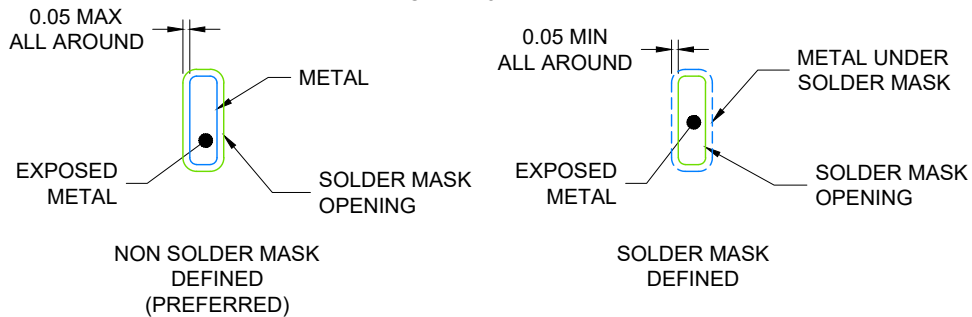 0.05 MAX
ALL AROUND
METAL
EXPOSED
METAL
SOLDER MASK
OPENING
NON SOLDER MASK
DEFINED
(PREFERRED)
0.05 MIN
ALL AROUND
METAL UNDER
SOLDER MASK
EXPOSED
METAL
SOLDER MASK
OPENING
SOLDER MASK
DEFINED